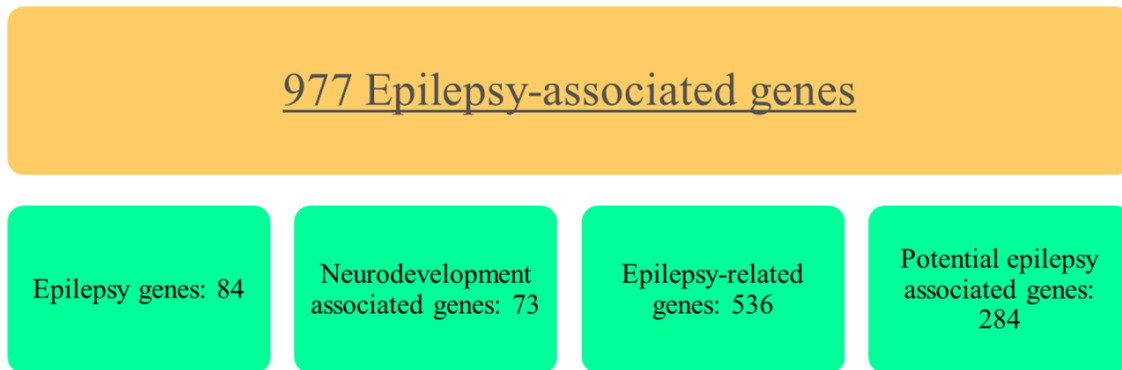 977 Epilepsy-associated genes
Epilepsy genes: 84
Neurodevelopment
associated genes: 73
Epilepsy-related
genes: 536
Potential epilepsy
associated genes:
284